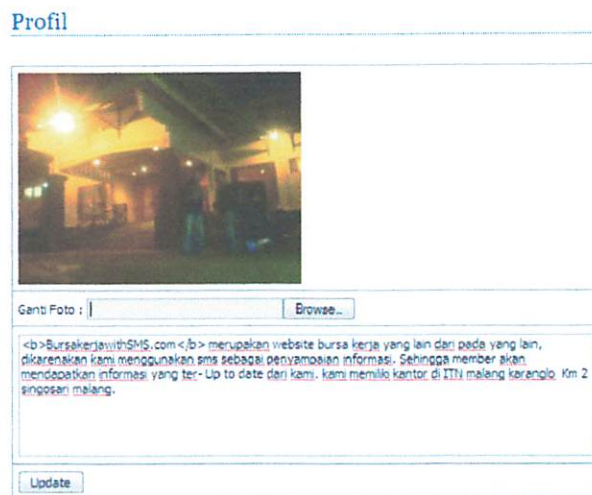 Profil
Ganti Foto :
Browse...
<b>BursakerjawithSMS.com</b> merupakan website bursa kerja yang lain dari pada yang lain,
dikarenakan kami menggunakan sms sebagai penyampaian informasi. Sehingga member akan
mendapatkan informasi yang ter- Up to date dari kami. kami memiliki kantor di ITN malang karanglo Km 2
singosari malang.
Update